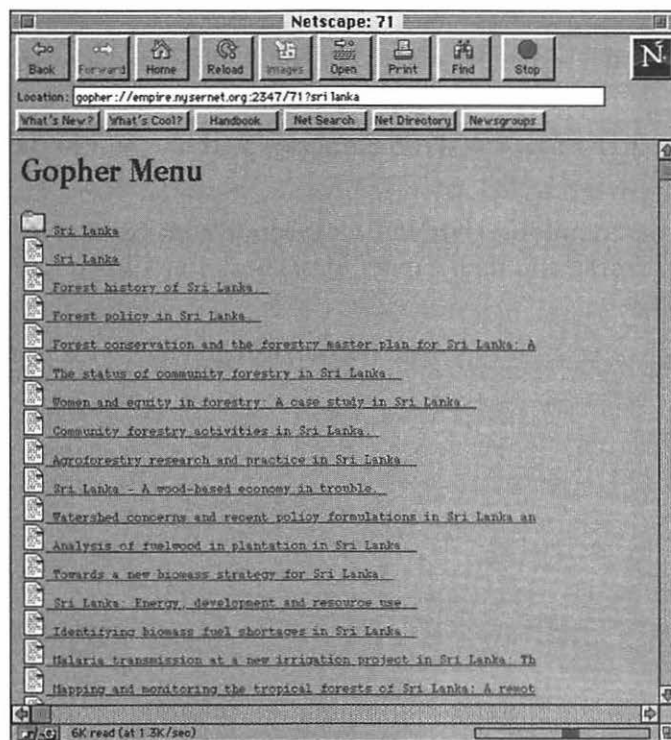 Netscape: 71
Back Forward Home Reload Images Open Print Find Stop
N
Location: gopher://empire.nysernet.org:2347/71?sri lanka
What's New? What's Cool? Handbook Net Search Net Directory Newsgroups
Gopher Menu
Sri Lanka
Sri Lanka
Forest history of Sri Lanka.
Forest policy in Sri Lanka.
Forest conservation and the forestry master plan for Sri Lanka: A
The status of community forestry in Sri Lanka.
Women and equity in forestry: A case study in Sri Lanka.
Community forestry activities in Sri Lanka.
Agroforestry research and practice in Sri Lanka.
Sri Lanka - A wood-based economy in trouble.
Watershed concerns and recent policy formulations in Sri Lanka an
Analysis of fuelwood in plantation in Sri Lanka.
Towards a new biomass strategy for Sri Lanka.
Sri Lanka: Energy, development and resource use.
Identifying biomass fuel shortages in Sri Lanka.
Malaria transmission at a new irrigation project in Sri Lanka: Th
Mapping and monitoring the tropical forests of Sri Lanka: A remot
6K read (at 1.3K/sec)